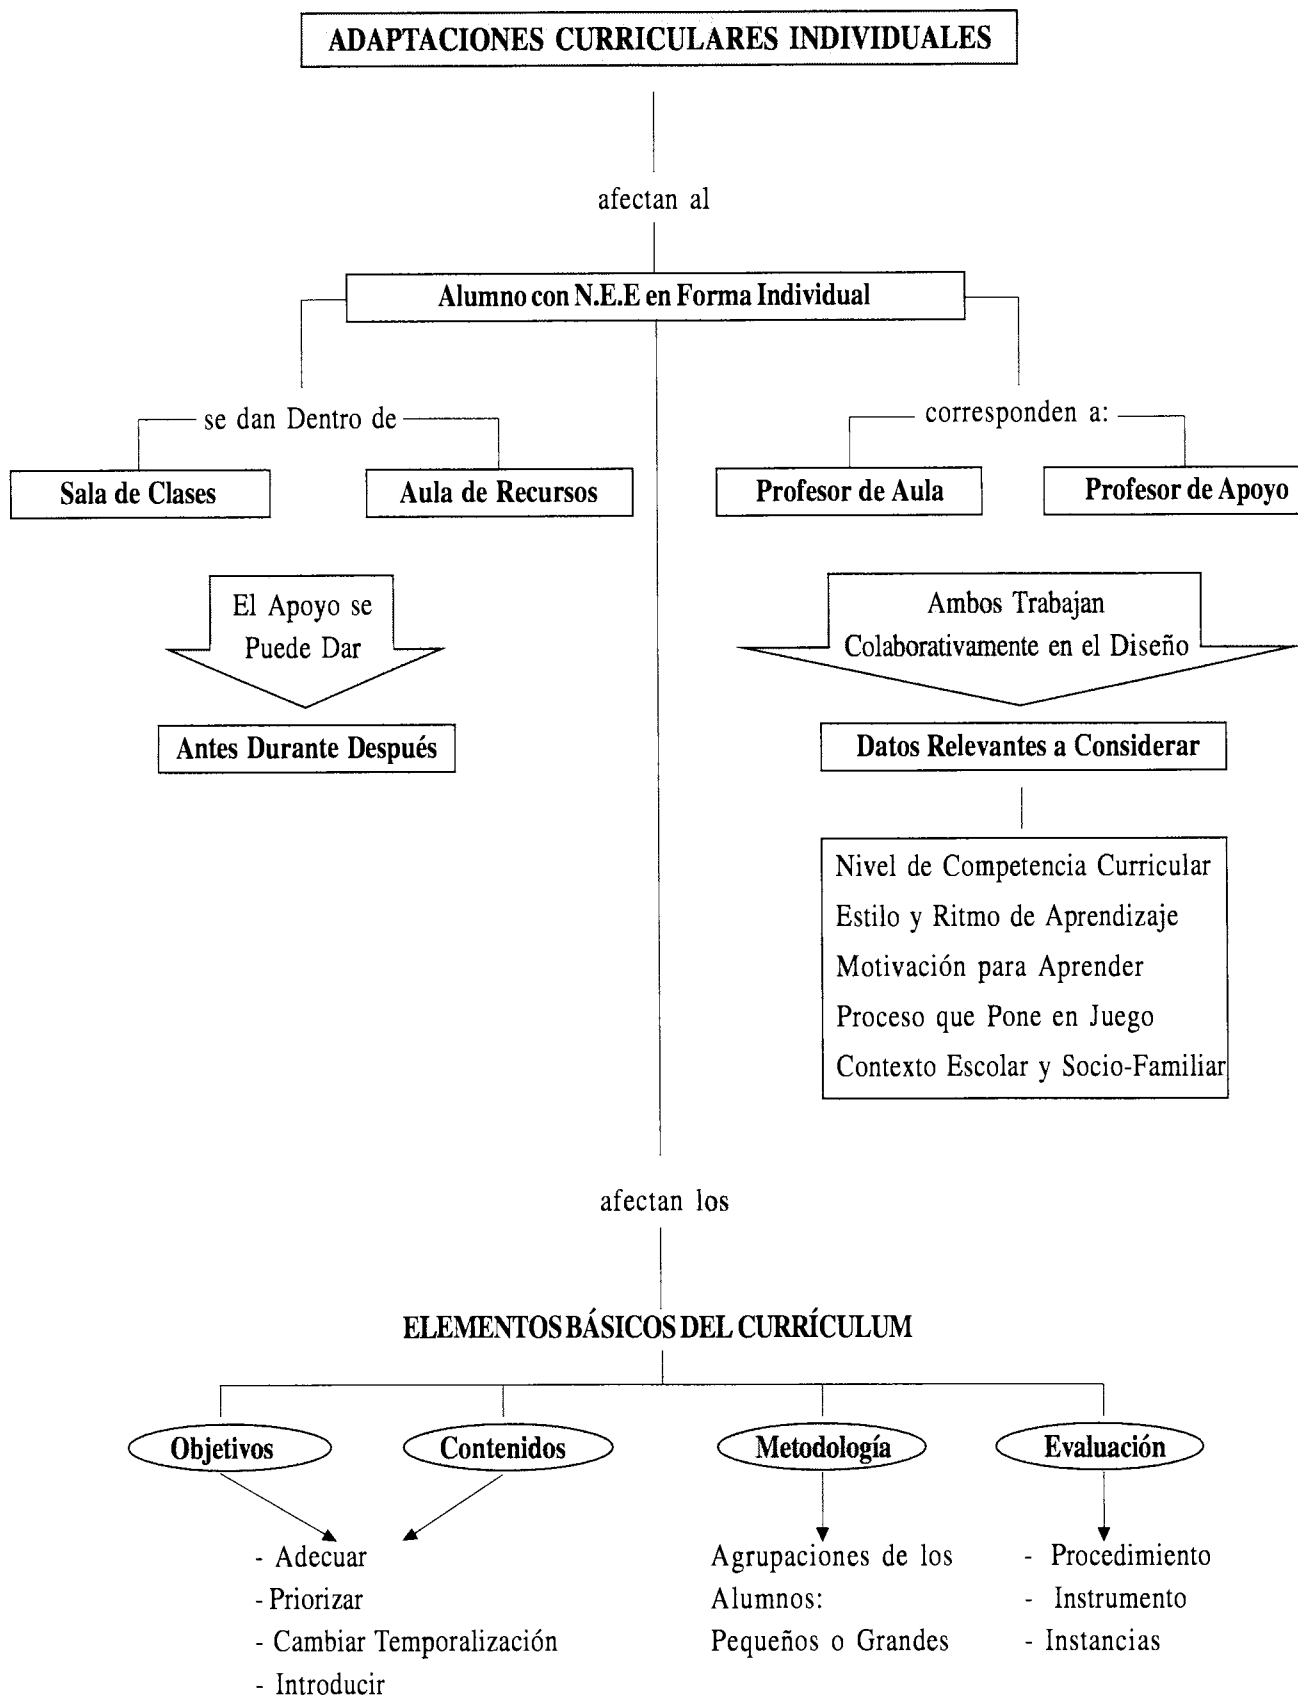 ADAPTACIONES CURRICULARES INDIVIDUALES
afectan al
Alumno con N.E.E en Forma Individual
se dan Dentro de
corresponden a:
Sala de Clases
Aula de Recursos
Profesor de Aula
Profesor de Apoyo
El Apoyo se
Puede Dar
Ambos Trabajan
Colaborativamente en el Diseño
Antes Durante Después
Datos Relevantes a Considerar
Nivel de Competencia Curricular
Estilo y Ritmo de Aprendizaje
Motivación para Aprender
Proceso que Pone en Juego
Contexto Escolar y Socio-Familiar
afectan los
ELEMENTOS BÁSICOS DEL CURRÍCULUM
Objetivos
Contenidos
Metodología
Evaluación
- Adecuar
- Priorizar
- Cambiar Temporalización
- Introducir
Agrupaciones de los
Alumnos:
Pequeños o Grandes
- Procedimiento
- Instrumento
- Instancias